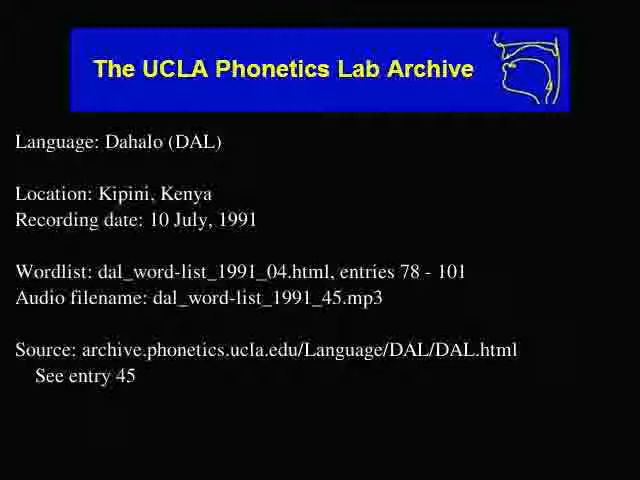 The UCLA Phonetics Lab Archive
Language: Dahalo (DAL)
Location: Kipini, Kenya
Recording date: 10 July, 1991
Wordlist: dal_word-list_1991_04.html, entries 78 - 101
Audio filename: dal_word-list_1991_45.mp3
Source: archive.phonetics.ucla.edu/Language/DAL/DAL.html
See entry 45